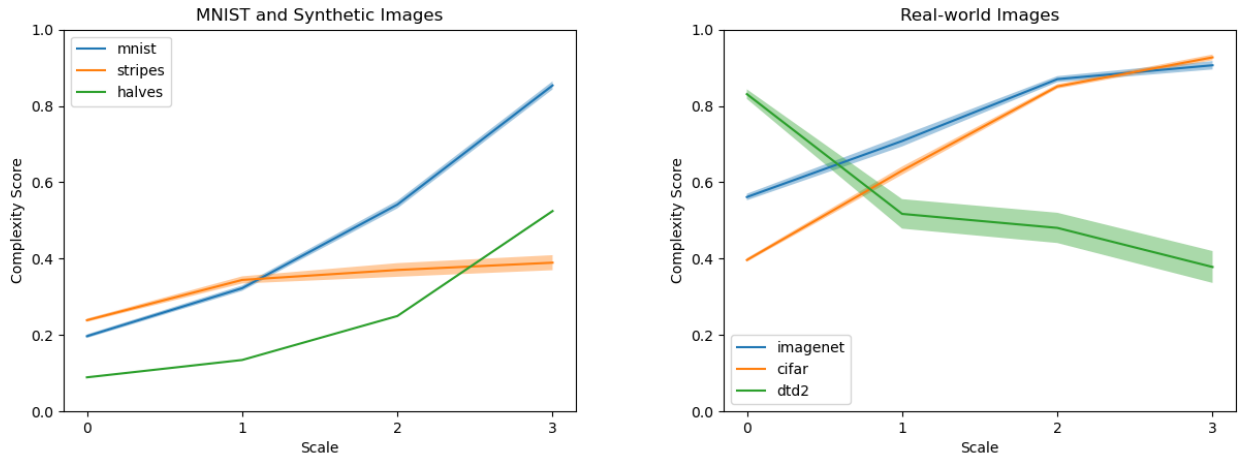 MNIST and Synthetic Images
1.0
0.8
0.6
0.4
0.2
0.0
Complexity Score
mnist
stripes
halves
0 1 2 3
Scale
Real-world Images
1.0
0.8
0.6
0.4
0.2
0.0
Complexity Score
imagenet
cifar
dtd2
0 1 2 3
Scale